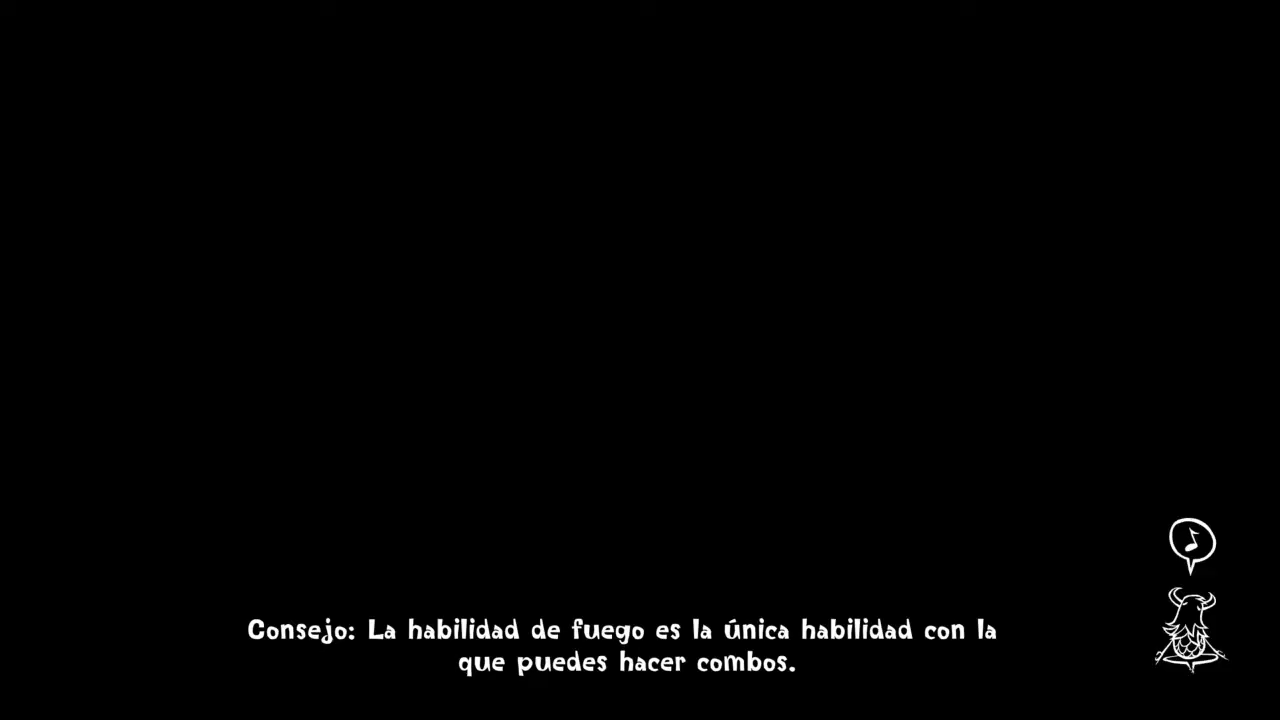 Consejo: La habilidad de fuego es la única habilidad con la
que puedes hacer combos.